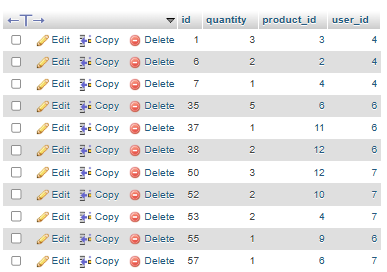 id quantity product_id user_id
Edit Copy Delete 1 3 3 4
Edit Copy Delete 6 2 2 4
Edit Copy Delete 7 1 4 4
Edit Copy Delete 35 5 6 6
Edit Copy Delete 37 1 11 6
Edit Copy Delete 38 2 12 6
Edit Copy Delete 50 3 12 7
Edit Copy Delete 52 2 10 7
Edit Copy Delete 53 2 4 7
Edit Copy Delete 55 1 9 6
Edit Copy Delete 57 1 6 7